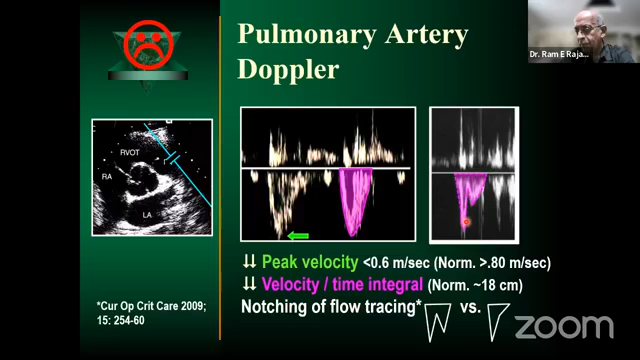 Pulmonary Artery
Doppler
Dr. Ram E Raja...
RVOT
RA
LA
⇊ Peak velocity <0.6 m/sec (Norm. >.80 m/sec)
⇊ Velocity / time integral (Norm. ~18 cm)
Notching of flow tracing* vs.
*Cur Op Crit Care 2009;
15: 254-60
zoom